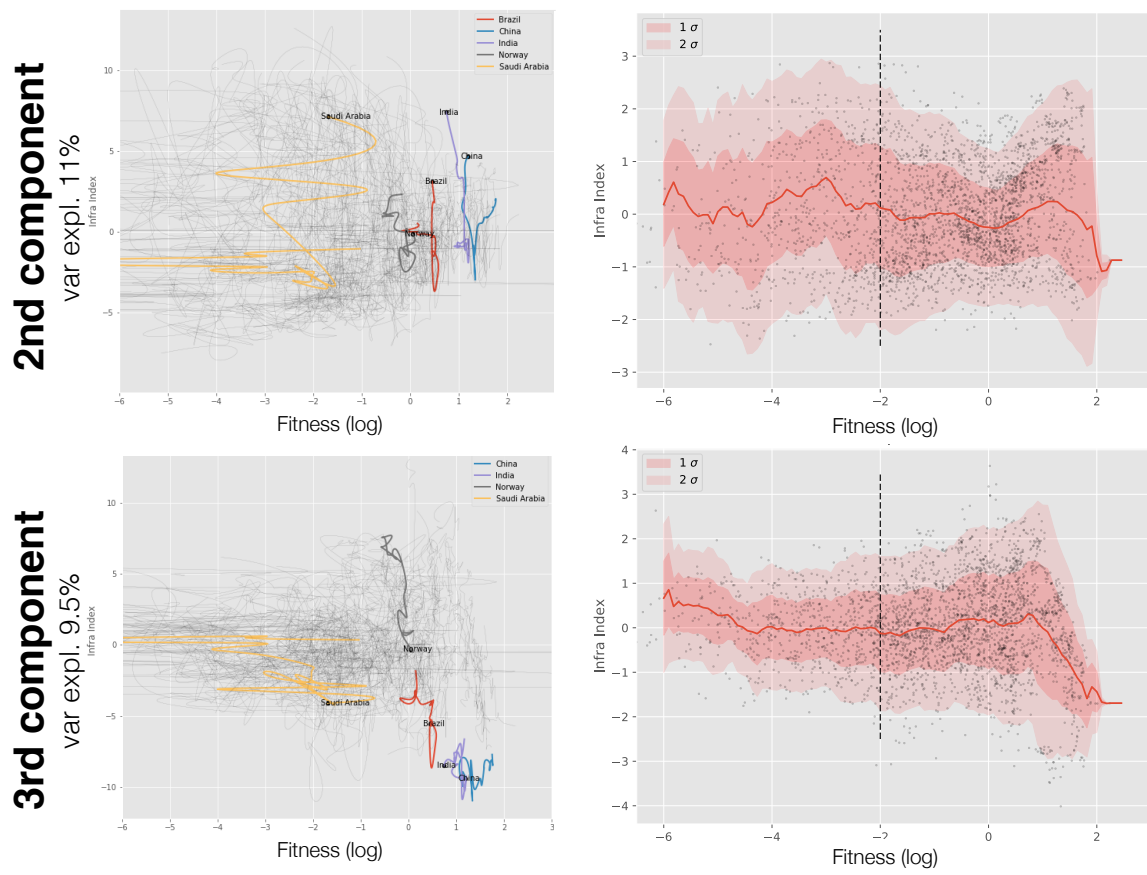 2nd component
var expl. 11%
Infra Index
10
5
0
−5
−6
−5
−4
−3
−2
−1
0
1
2
Fitness (log)
Brazil
China
India
Norway
Saudi Arabia
Saudi Arabia
India
China
Brazil
Norway
1 σ
2 σ
Infra Index
3
2
1
0
−1
−2
−3
−6
−4
−2
0
2
Fitness (log)
3rd component
var expl. 9.5%
Infra Index
10
5
0
−5
−10
−6
−5
−4
−3
−2
−1
0
1
2
3
Fitness (log)
China
India
Norway
Saudi Arabia
Norway
Saudi Arabia
Brazil
India
China
1 σ
2 σ
Infra Index
4
3
2
1
0
−1
−2
−3
−4
−6
−4
−2
0
2
Fitness (log)